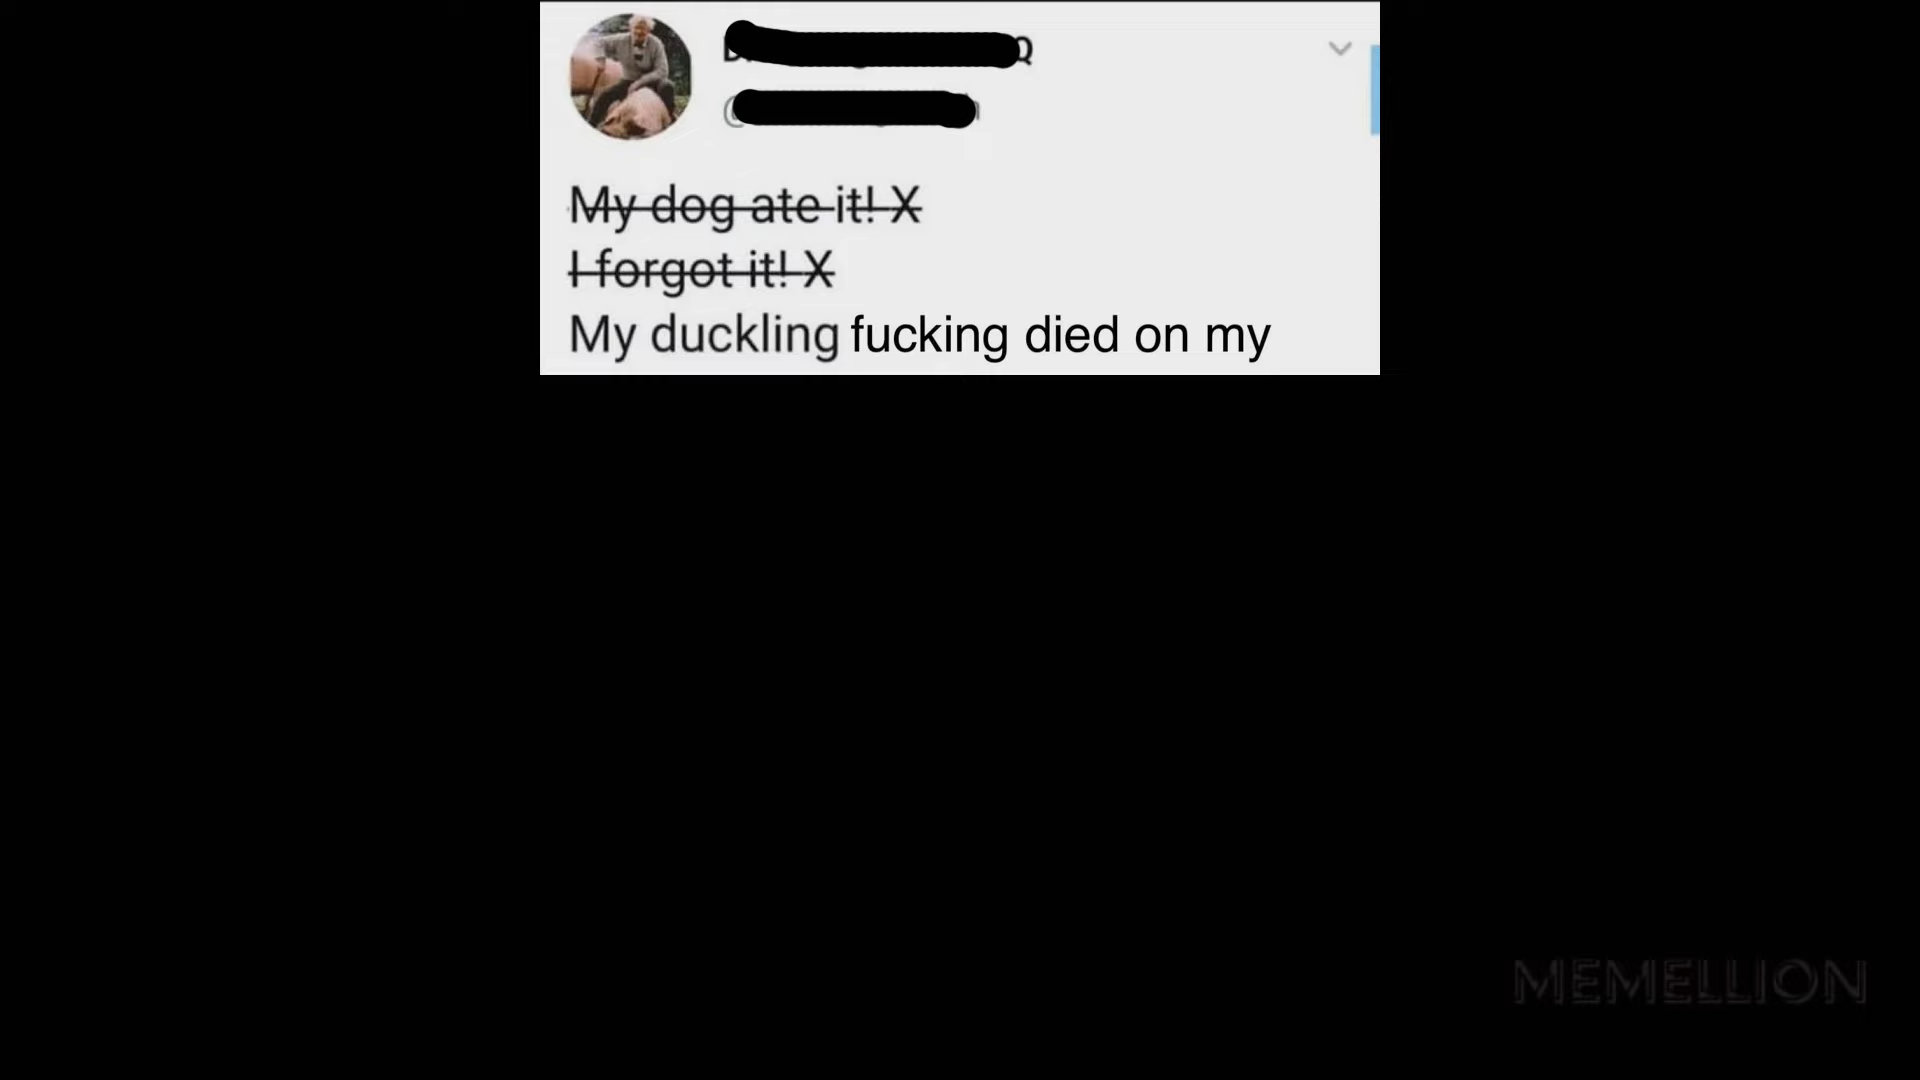 My dog ate it! X
I forgot it! X
My duckling fucking died on my
MEMELLION